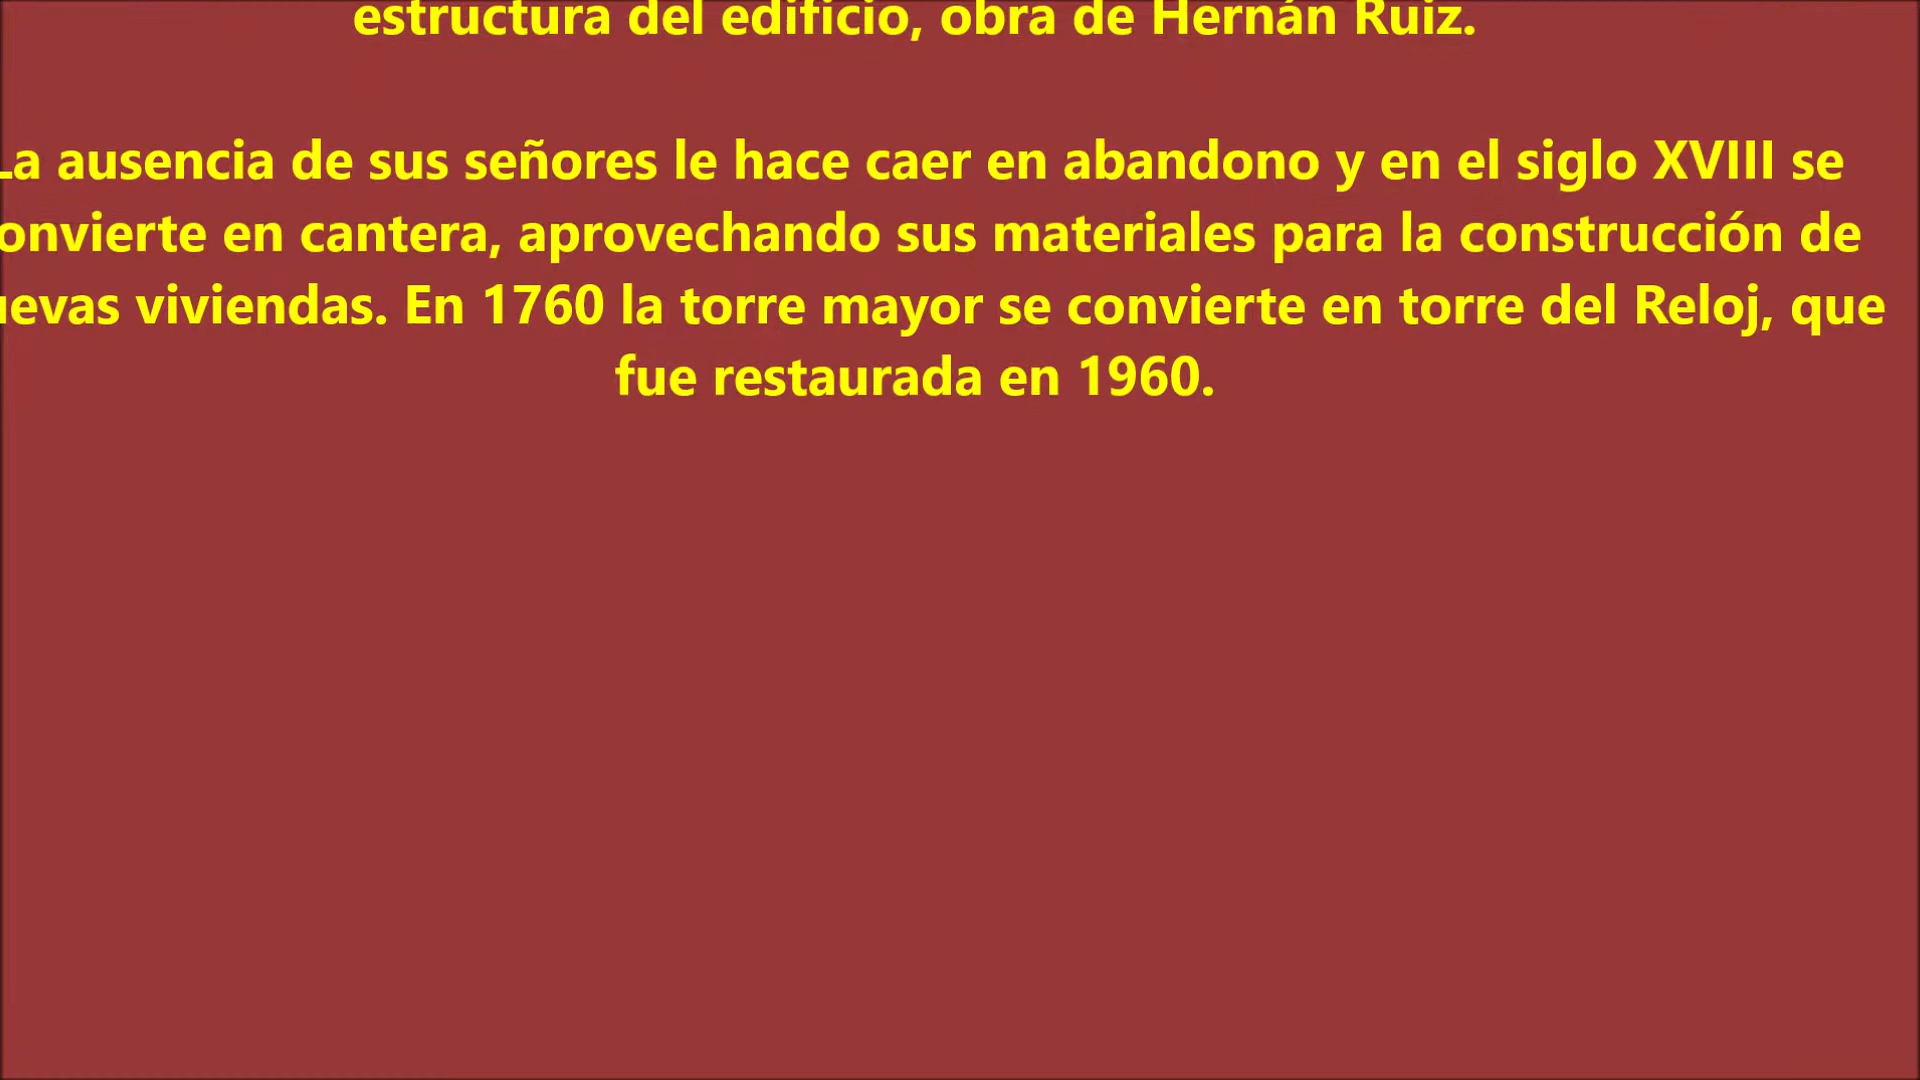 estructura del edificio, obra de Hernán Ruiz.
La ausencia de sus señores le hace caer en abandono y en el siglo XVIII se
onvierte en cantera, aprovechando sus materiales para la construcción de
uevas viviendas. En 1760 la torre mayor se convierte en torre del Reloj, que
fue restaurada en 1960.